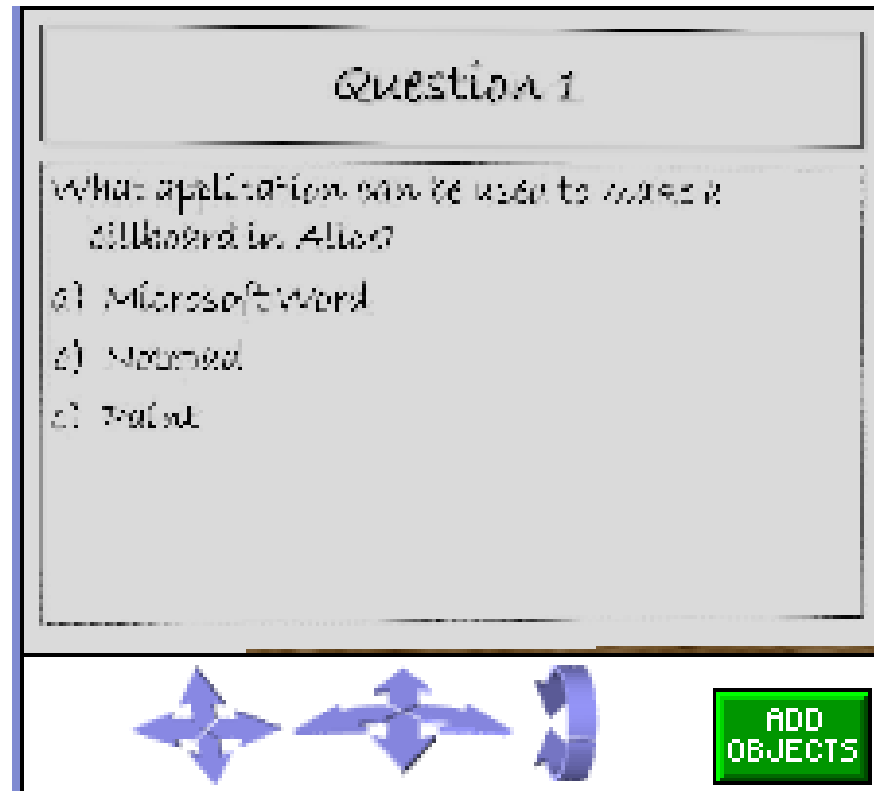 Question 1
What application can be used to make a
billboard in Alice?
a) Microsoft Word
b) Notepad
c) Paint
ADD
OBJECTS